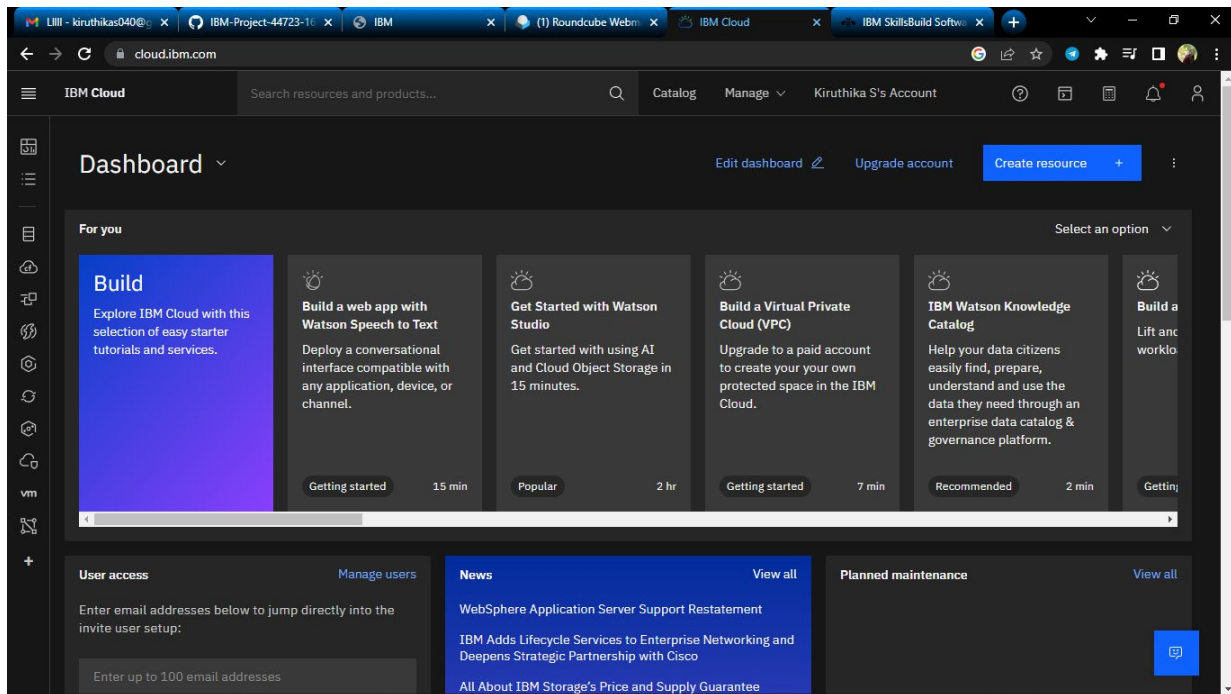 LIIII - kiruthikas040@g
IBM-Project-44723-16
IBM
(1) Roundcube Webm
IBM Cloud
IBM SkillsBuild Softwa
cloud.ibm.com
IBM Cloud
Search resources and products...
Catalog
Manage
Kiruthika S's Account
Dashboard
Edit dashboard
Upgrade account
Create resource +
For you
Select an option
Build
Explore IBM Cloud with this
selection of easy starter
tutorials and services.
Build a web app with
Watson Speech to Text
Deploy a conversational
interface compatible with
any application, device, or
channel.
Getting started
15 min
Get Started with Watson
Studio
Get started with using AI
and Cloud Object Storage in
15 minutes.
Popular
2 hr
Build a Virtual Private
Cloud (VPC)
Upgrade to a paid account
to create your your own
protected space in the IBM
Cloud.
Getting started
7 min
IBM Watson Knowledge
Catalog
Help your data citizens
easily find, prepare,
understand and use the
data they need through an
enterprise data catalog &
governance platform.
Recommended
2 min
Build a
Lift and
worklo
Getting
cf
vm
User access
Manage users
Enter email addresses below to jump directly into the
invite user setup:
Enter up to 100 email addresses
News
View all
WebSphere Application Server Support Restatement
IBM Adds Lifecycle Services to Enterprise Networking and
Deepens Strategic Partnership with Cisco
All About IBM Storage's Price and Supply Guarantee
Planned maintenance
View all